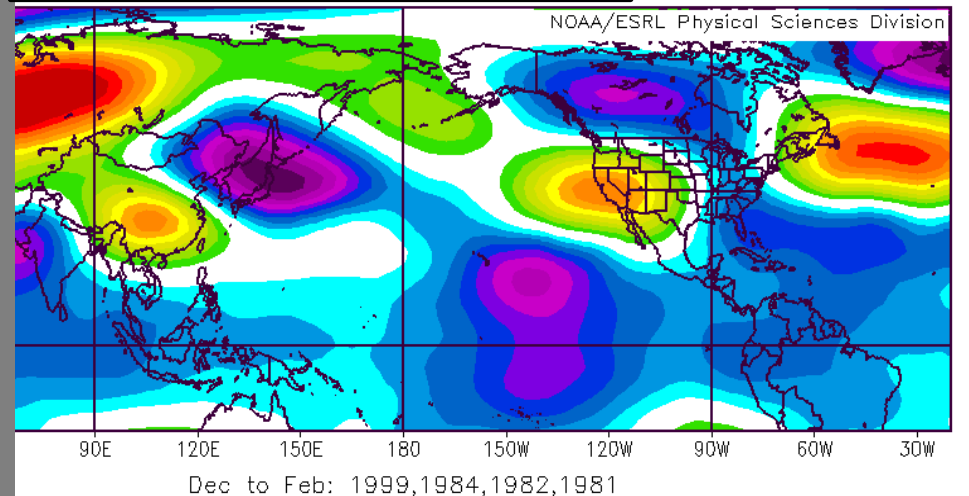 NOAA/ESRL Physical Sciences Division
90E 120E 150E 180 150W 120W 90W 60W 30W
Dec to Feb: 1999,1984,1982,1981